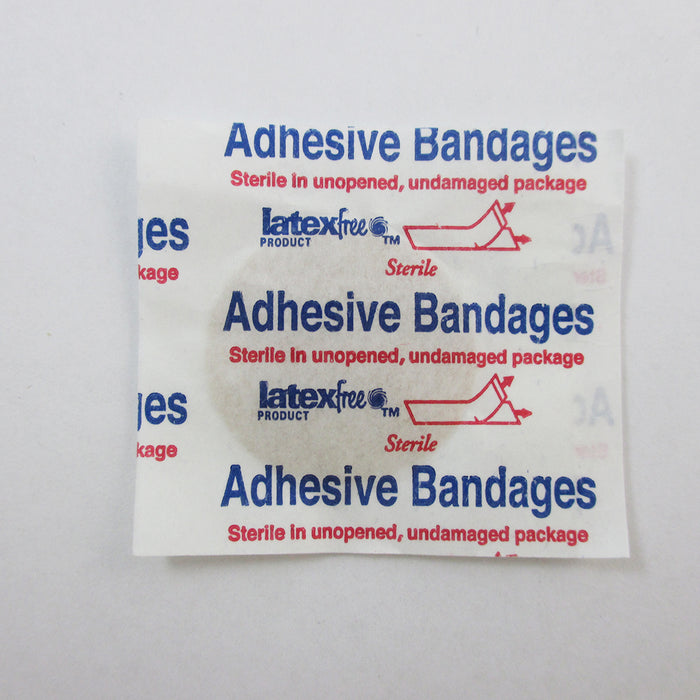 Adhesive Bandages
Sterile in unopened, undamaged package
latexfree TM
PRODUCT
Sterile
ges
kage
Adhesive Bandages
Sterile in unopened, undamaged package
latexfree TM
PRODUCT
Sterile
ges
kage
Adhesive Bandages
Sterile in unopened, undamaged package